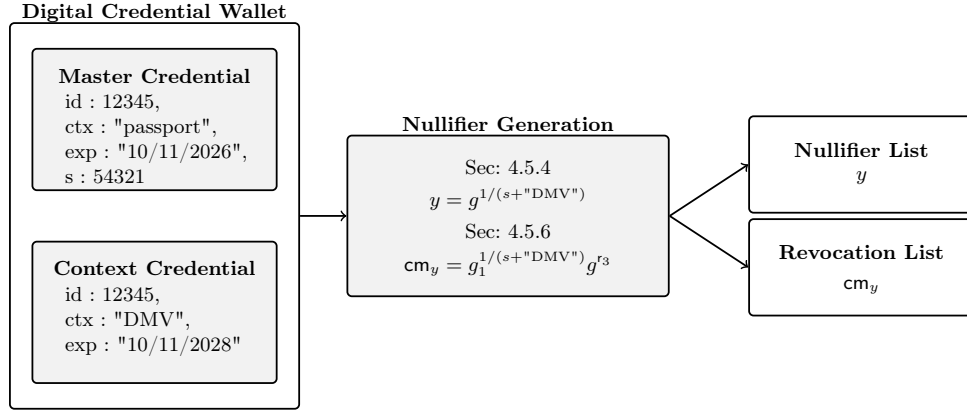 Digital Credential Wallet
Master Credential
id : 12345,
ctx : "passport",
exp : "10/11/2026",
s : 54321
Context Credential
id : 12345,
ctx : "DMV",
exp : "10/11/2028"
Nullifier Generation
Sec: 4.5.4
y = g^{1/(s+"DMV")}
Sec: 4.5.6
cm_y = g_1^{1/(s+"DMV")} g^{r_3}
Nullifier List
y
Revocation List
cm_y